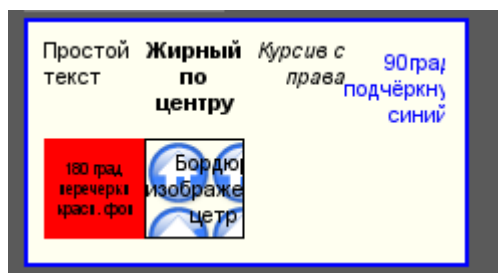 Простой
текст
Жирный
по
центру
Курсив с
права
90град
подчёркну
синий
180 град
перечеркн
красн. фон
Бордюр
изображе
цетр